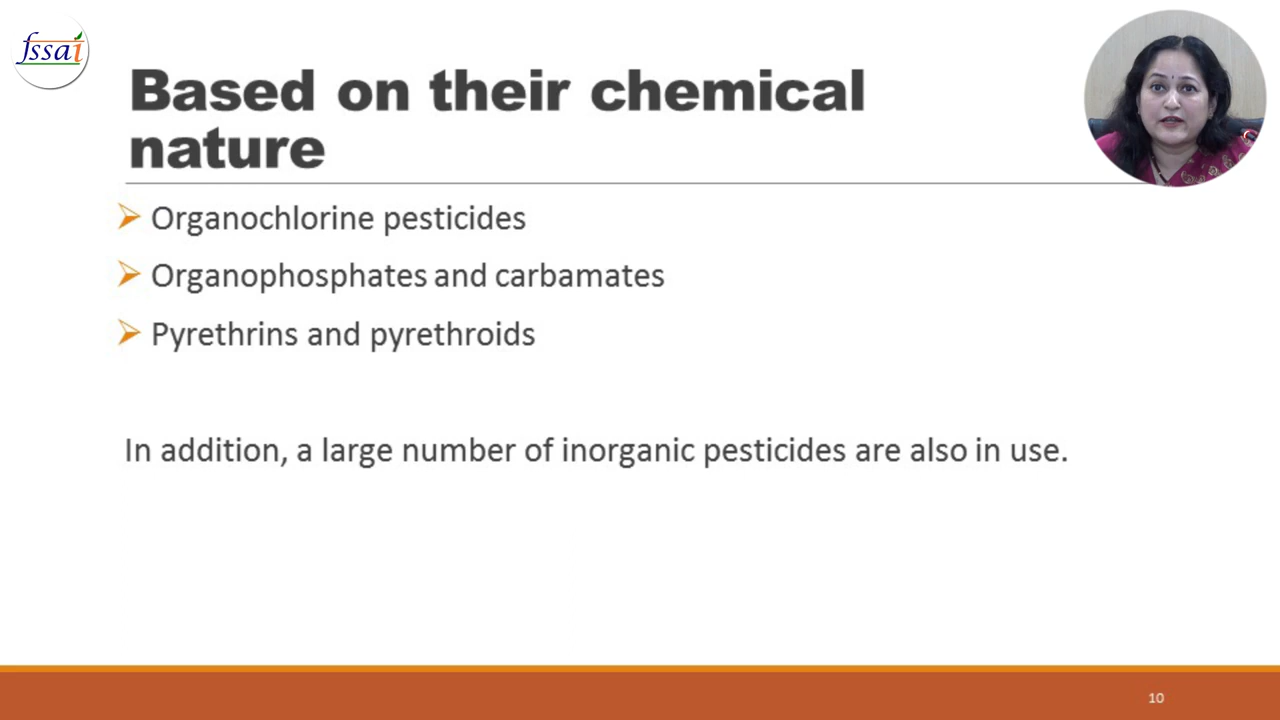 fssai
Based on their chemical
nature
Organochlorine pesticides
Organophosphates and carbamates
Pyrethrins and pyrethroids
In addition, a large number of inorganic pesticides are also in use.
10